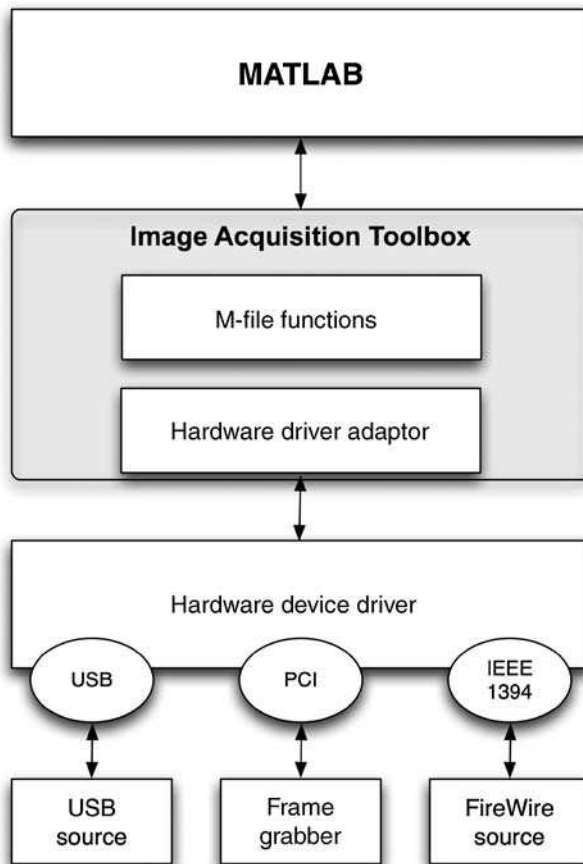 MATLAB
Image Acquisition Toolbox
M-file functions
Hardware driver adaptor
Hardware device driver
USB
PCI
IEEE
1394
USB
source
Frame
grabber
FireWire
source